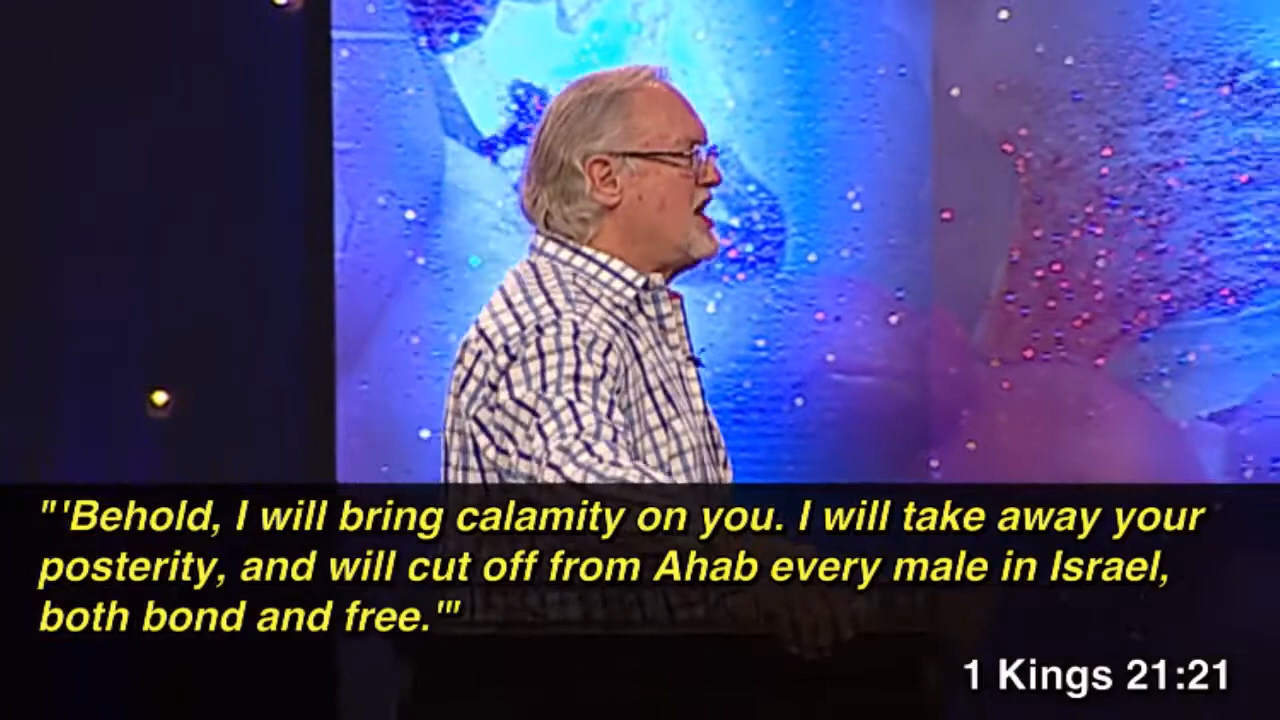 "'Behold, I will bring calamity on you. I will take away your
posterity, and will cut off from Ahab every male in Israel,
both bond and free.'"
1 Kings 21:21